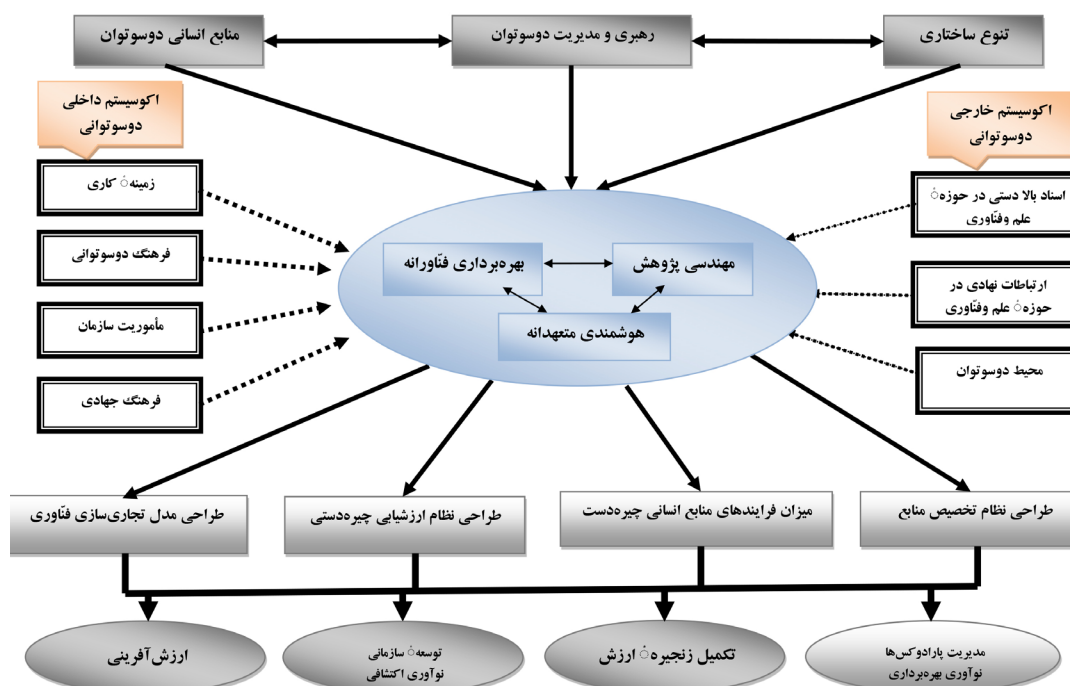 تنوع ساختاری
رهبری و مدیریت دوسوتوان
منابع انسانی دوسوتوان
اکوسیستم خارجی
دوسوتوانی
اکوسیستم داخلی
دوسوتوانی
اسناد بالا دستی در حوزهٔ
علم وفنّاوری
ارتباطات نهادی در
حوزهٔ علم وفنّاوری
محیط دوسوتوان
زمینهٔ کاری
فرهنگ دوسوتوانی
مأموریت سازمان
فرهنگ جهادی
مهندسی پژوهش
بهره‌برداری فنّاورانه
هوشمندی متعهدانه
طراحی نظام تخصیص منابع
میزان فرایندهای منابع انسانی چیره‌دست
طراحی نظام ارزشیابی چیره‌دستی
طراحی مدل تجاری‌سازی فنّاوری
مدیریت پارادوکس‌ها
نوآوری بهره‌برداری
تکمیل زنجیرهٔ ارزش
توسعهٔ سازمانی
نوآوری اکتشافی
ارزش‌آفرینی